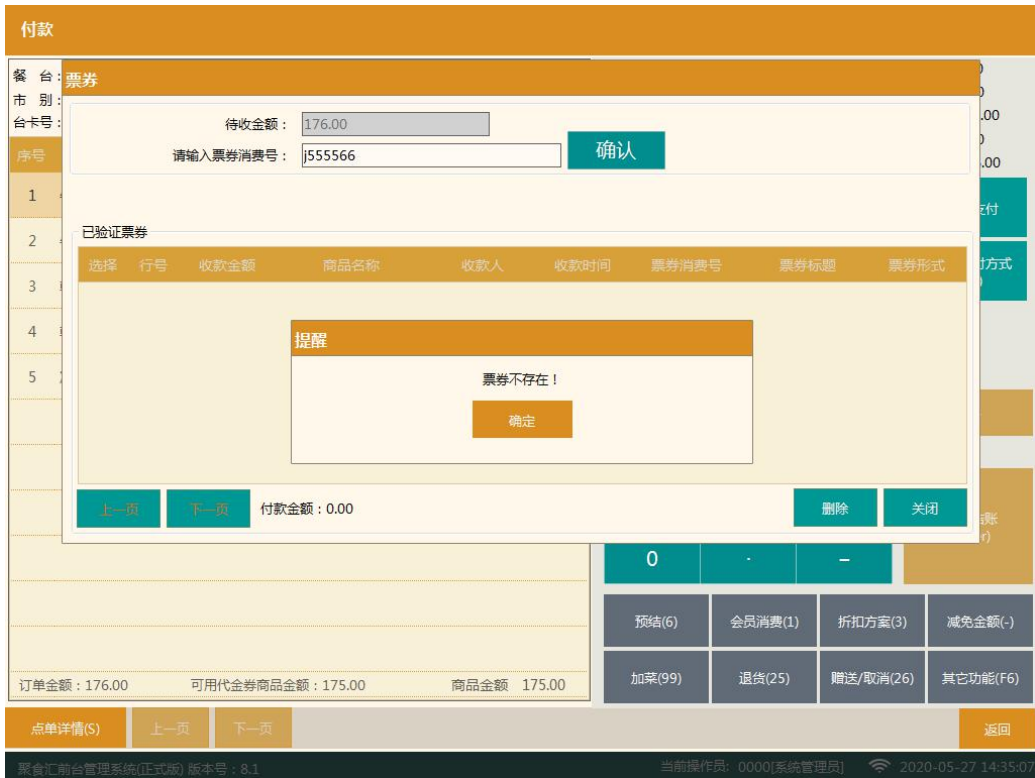 付款
餐 台：
市 别：
台卡号：
.00
.00
票券
待收金额： 176.00
请输入票券消费号： j555566 确认
序号
1
2
3
4
5
已验证票券
选择 行号 收款金额 商品名称 收款人 收款时间 票券消费号 票券标题 票券形式
提醒
票券不存在！
确定
上一页 下一页 付款金额：0.00 删除 关闭
支付
0 · －
预结(6) 会员消费(1) 折扣方案(3) 减免金额(-)
加菜(99) 退货(25) 赠送/取消(26) 其它功能(F6)
订单金额：176.00 可用代金券商品金额：175.00 商品金额 175.00
点单详情(S) 上一页 下一页 返回
聚食汇前台管理系统(正式版) 版本号：8.1 当前操作员: 0000[系统管理员] 2020-05-27 14:35:07